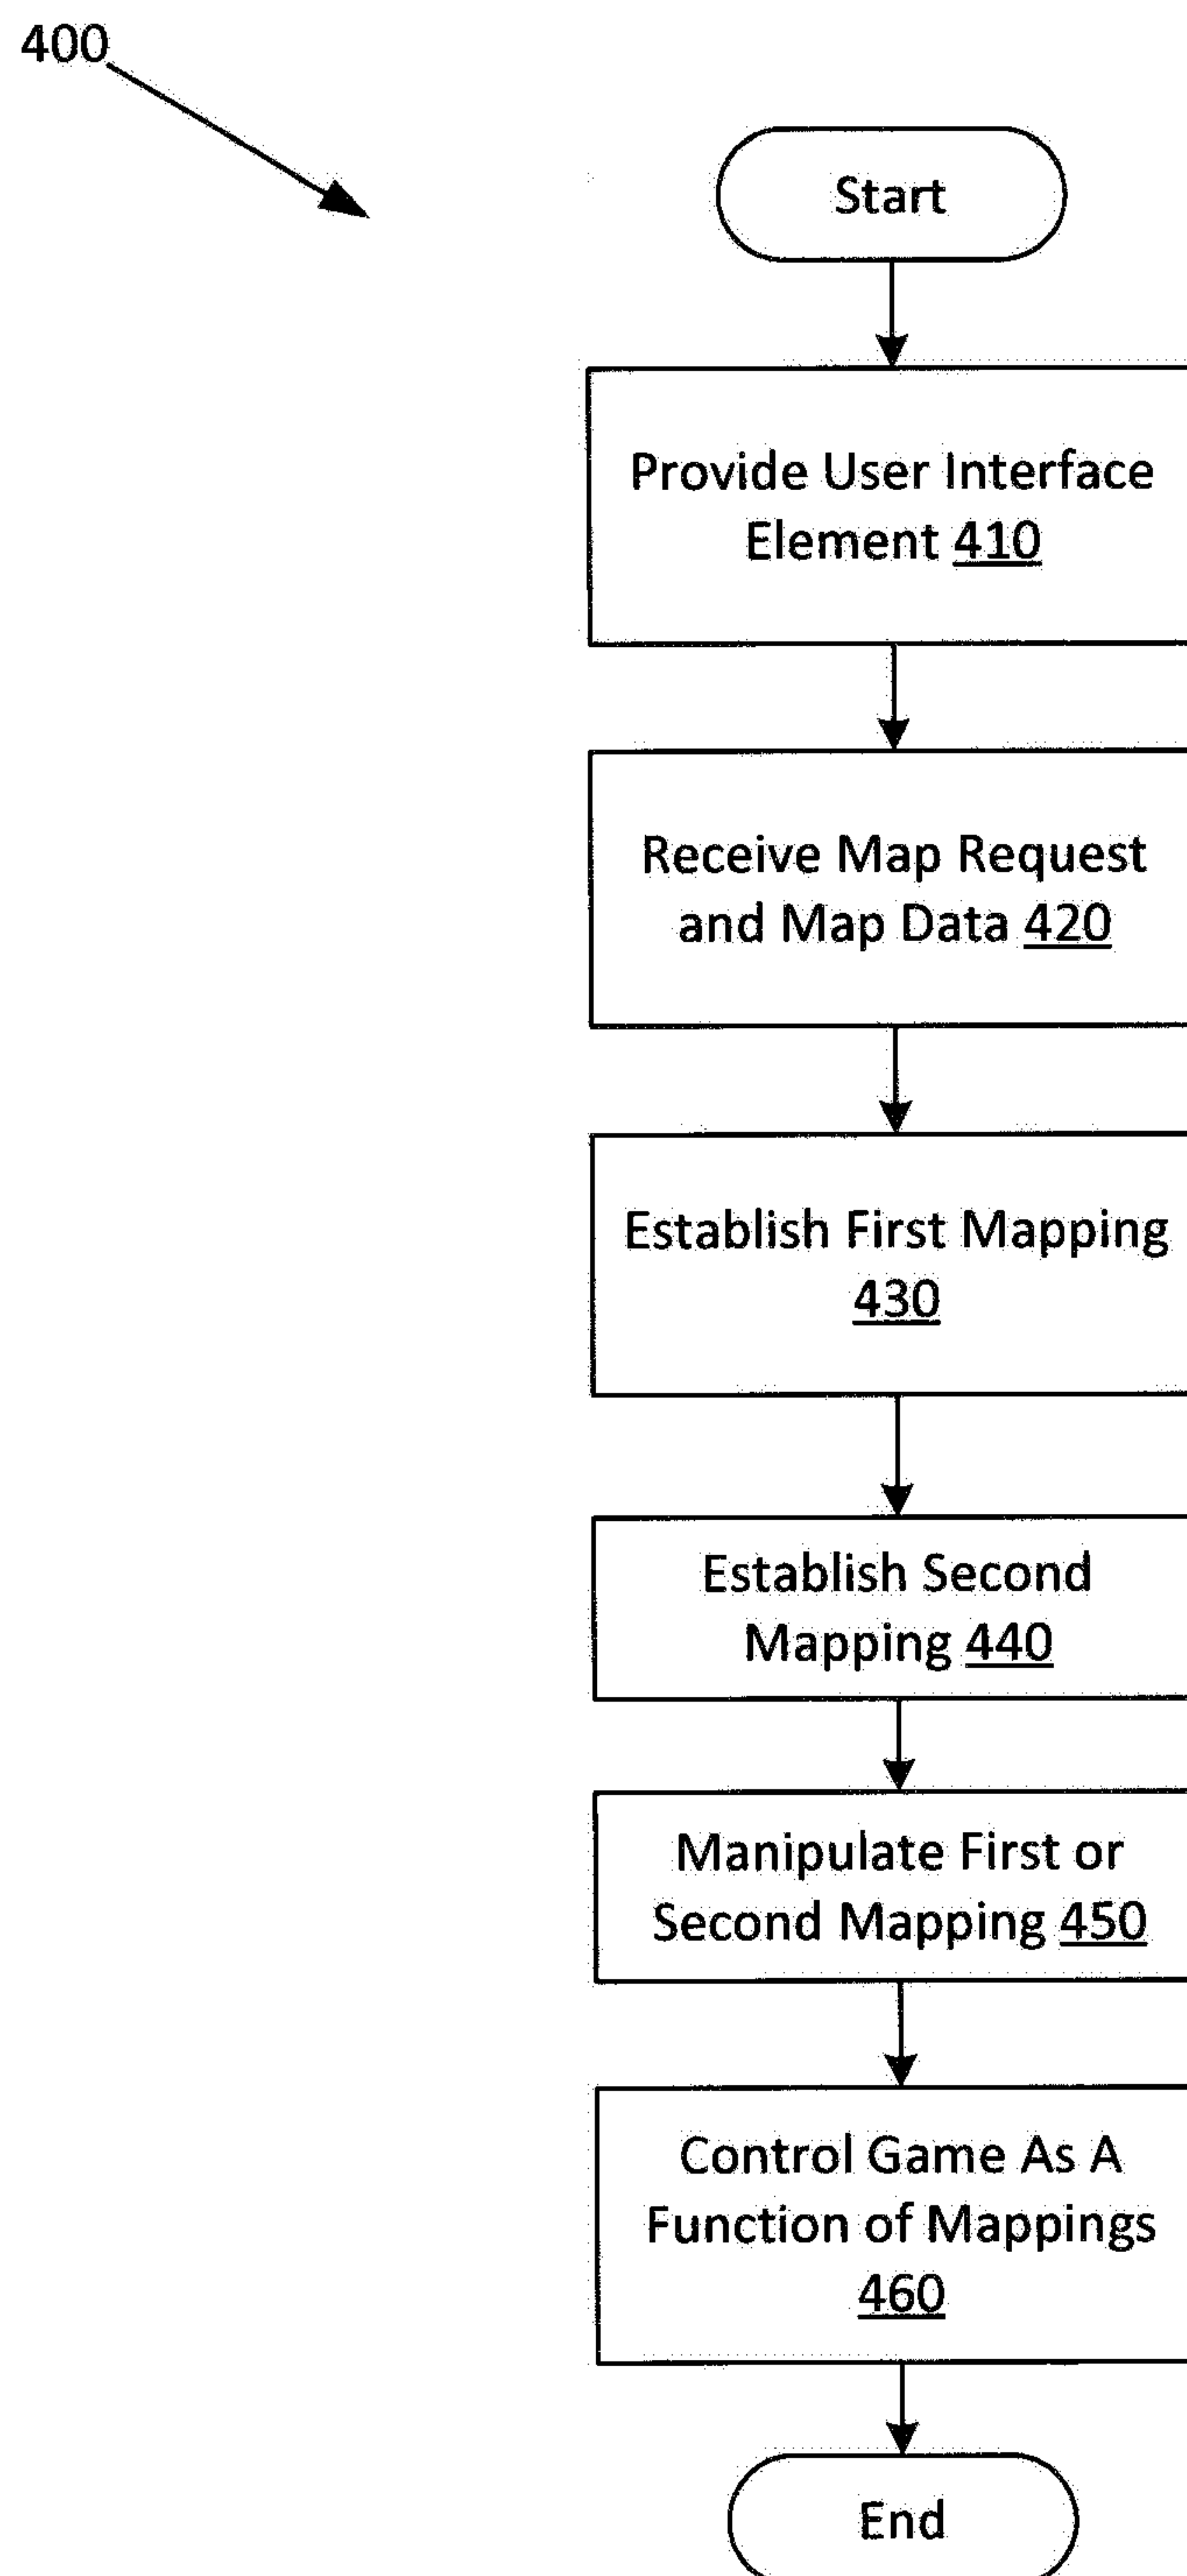 400
Start
Provide User Interface
Element 410
Receive Map Request
and Map Data 420
Establish First Mapping
430
Establish Second
Mapping 440
Manipulate First or
Second Mapping 450
Control Game As A
Function of Mappings
460
End